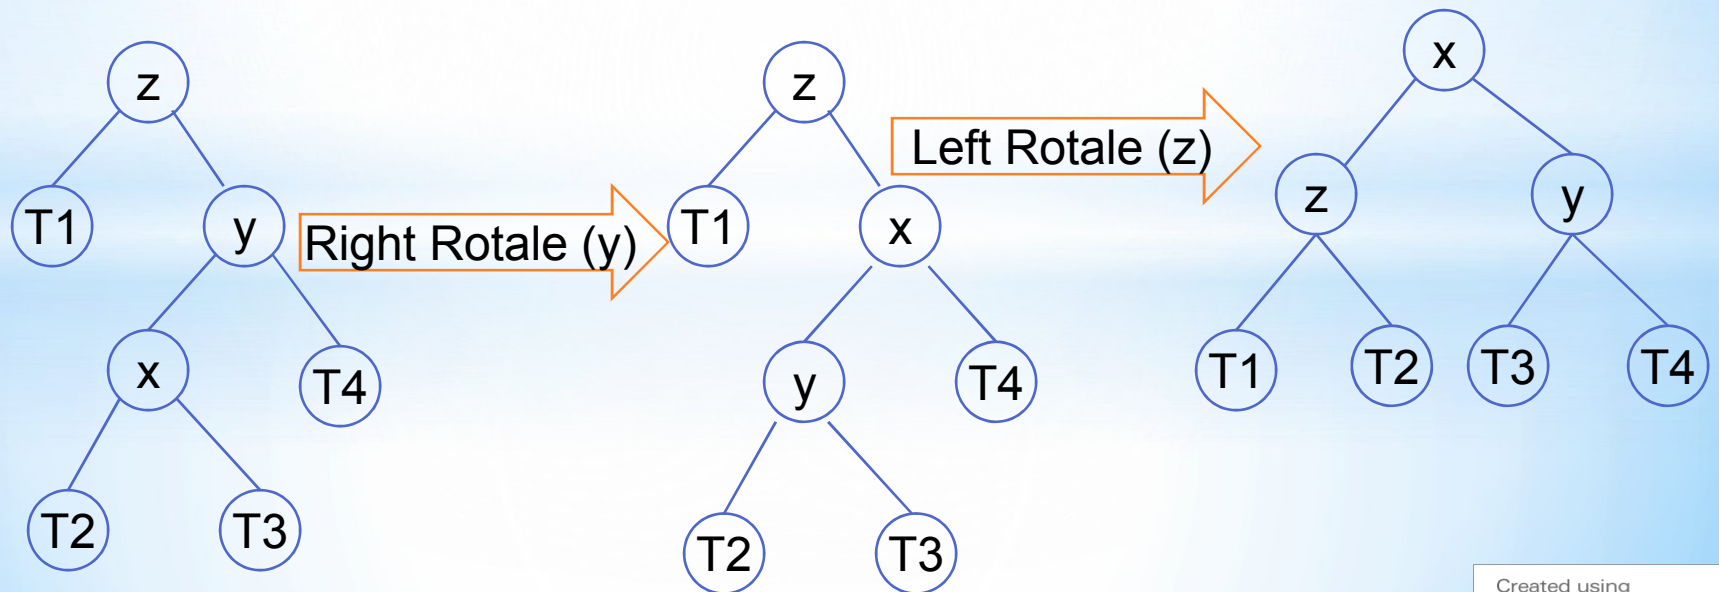 z
T1
y
x
T4
T2
T3
Right Rotale (y)
z
T1
x
y
T4
T2
T3
Left Rotale (z)
x
z
y
T1
T2
T3
T4
Created using